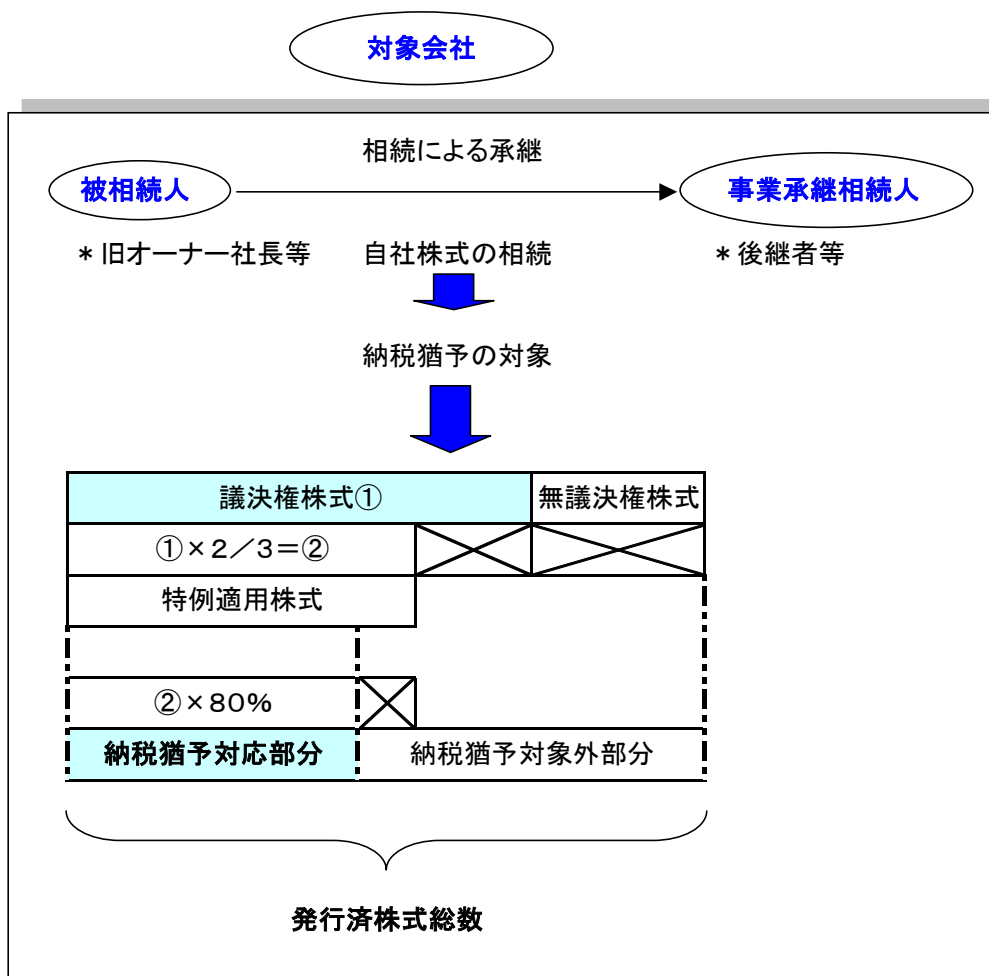 対象会社
相続による承継
被相続人
事業承継相続人
*旧オーナー社長等
自社株式の相続
*後継者等
納税猶予の対象
議決権株式①
無議決権株式
①×2/3=②
特例適用株式
②×80%
納税猶予対応部分
納税猶予対象外部分
発行済株式総数